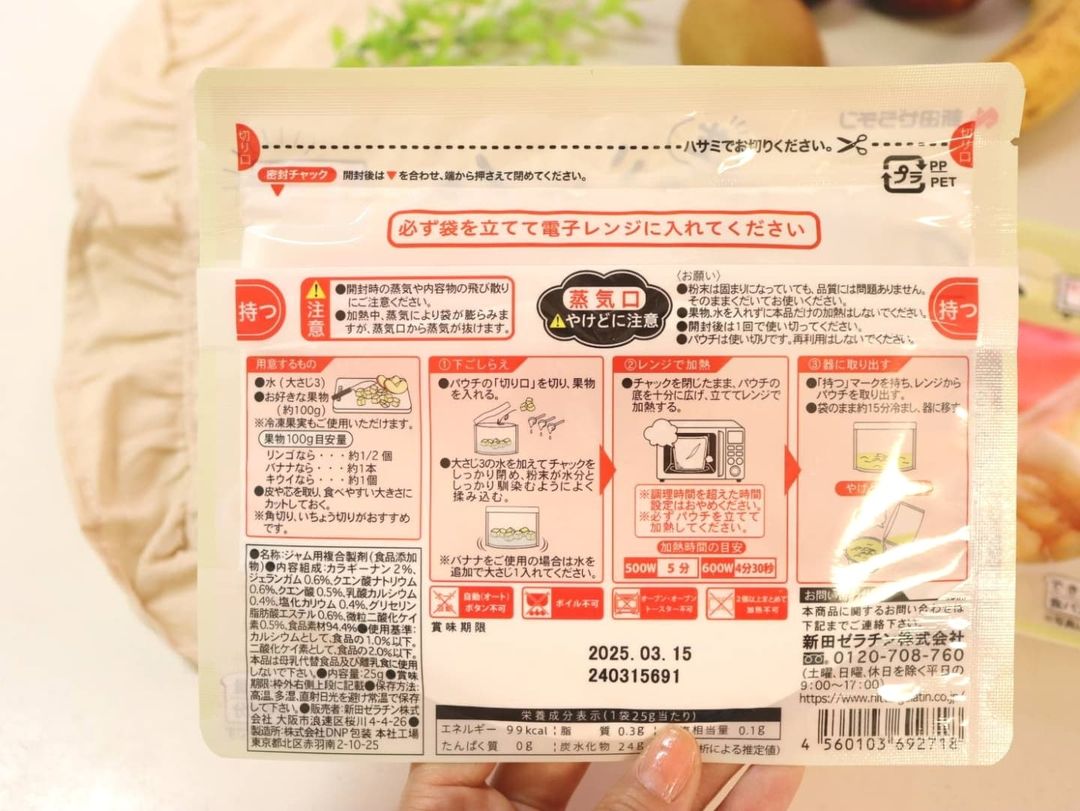 切り口
ハサミでお切りください。
切り口
密封チャック 開封後は▼を合わせ、端から押さえて閉めてください。
プラ
PP
PET
必ず袋を立てて電子レンジに入れてください
持つ
注意
●開封時の蒸気や内容物の飛び散り
にご注意ください。
●加熱中、蒸気により袋が膨らみま
すが、蒸気口から蒸気が抜けます。
蒸気口
やけどに注意
〈お願い〉
●粉末は固まりになっていても、品質には問題ありません。
そのままくだいてお使いください。
●果物、水を入れずに本品だけの加熱はしないでください。
●開封後は1回で使い切ってください。
●パウチは使い切りです。再利用はしないでください。
持つ
用意するもの
●水(大さじ3)
●お好きな果物
(約100g)
※冷凍果実もご使用いただけます。
果物100g目安量
リンゴなら・・・約1/2個
バナナなら・・・約1本
キウイなら・・・約1個
●皮や芯を取り、食べやすい大きさに
カットしておく。
※角切り、いちょう切りがおすすめ
です。
①下ごしらえ
●パウチの「切り口」を切り、果物
を入れる。
●大さじ3の水を加えてチャックを
しっかり閉め、粉末が水分と
しっかり馴染むようによく
揉み込む。
※バナナをご使用の場合は水を
追加で大さじ1入れてください。
②レンジで加熱
●チャックを閉じたまま、パウチの
底を十分に広げ、立ててレンジで
加熱する。
※調理時間を超えた時間
設定はおやめください。
※必ずパウチを立てて
加熱してください。
加熱時間の目安
500W 5分 600W 4分30秒
③器に取り出す
●「持つ」マークを持ち、レンジから
パウチを取り出す。
●袋のまま約15分冷まし、器に移す
やけ
自動(オート)
ボタン不可
ボイル不可
オーブン・オーブン
トースター不可
2個以上まとめて
加熱不可
●名称:ジャム用複合製剤(食品添加
物)●内容組成:カラギーナン2%、
ジェランガム0.6%、クエン酸ナトリウム
0.6%、クエン酸0.5%、乳酸カルシウム
0.4%、塩化カリウム0.4%、グリセリン
脂肪酸エステル0.6%、微粒二酸化ケイ
素0.5%、食品素材94.4%●使用基準:
カルシウムとして、食品の1.0%以下。
二酸化ケイ素として、食品の2.0%以下。
本品は母乳代替食品及び離乳食に使用
しないで下さい。●内容量:25g●賞味
期限:枠外右側上段に記載●保存方法:
高温、多湿、直射日光を避け常温で保存
して下さい。●販売者:新田ゼラチン株式
会社 大阪市浪速区桜川4-4-26●
製造所:株式会社DNP包装 本社工場
東京都北区赤羽南2-10-25
賞味期限
2025.03.15
240315691
栄養成分表示(1袋25g当たり)
エネルギー 99kcal 脂質 0.3g 相当量 0.1g
たんぱく質 0g 炭水化物 24g 析による推定値)
お問い
本商品に関するお問い合わせは
下記までご連絡下さい。
新田ゼラチン株式会社
0120-708-760
(土曜、日曜、休日を除く平日の
9:00〜17:00)
4 560103 692718